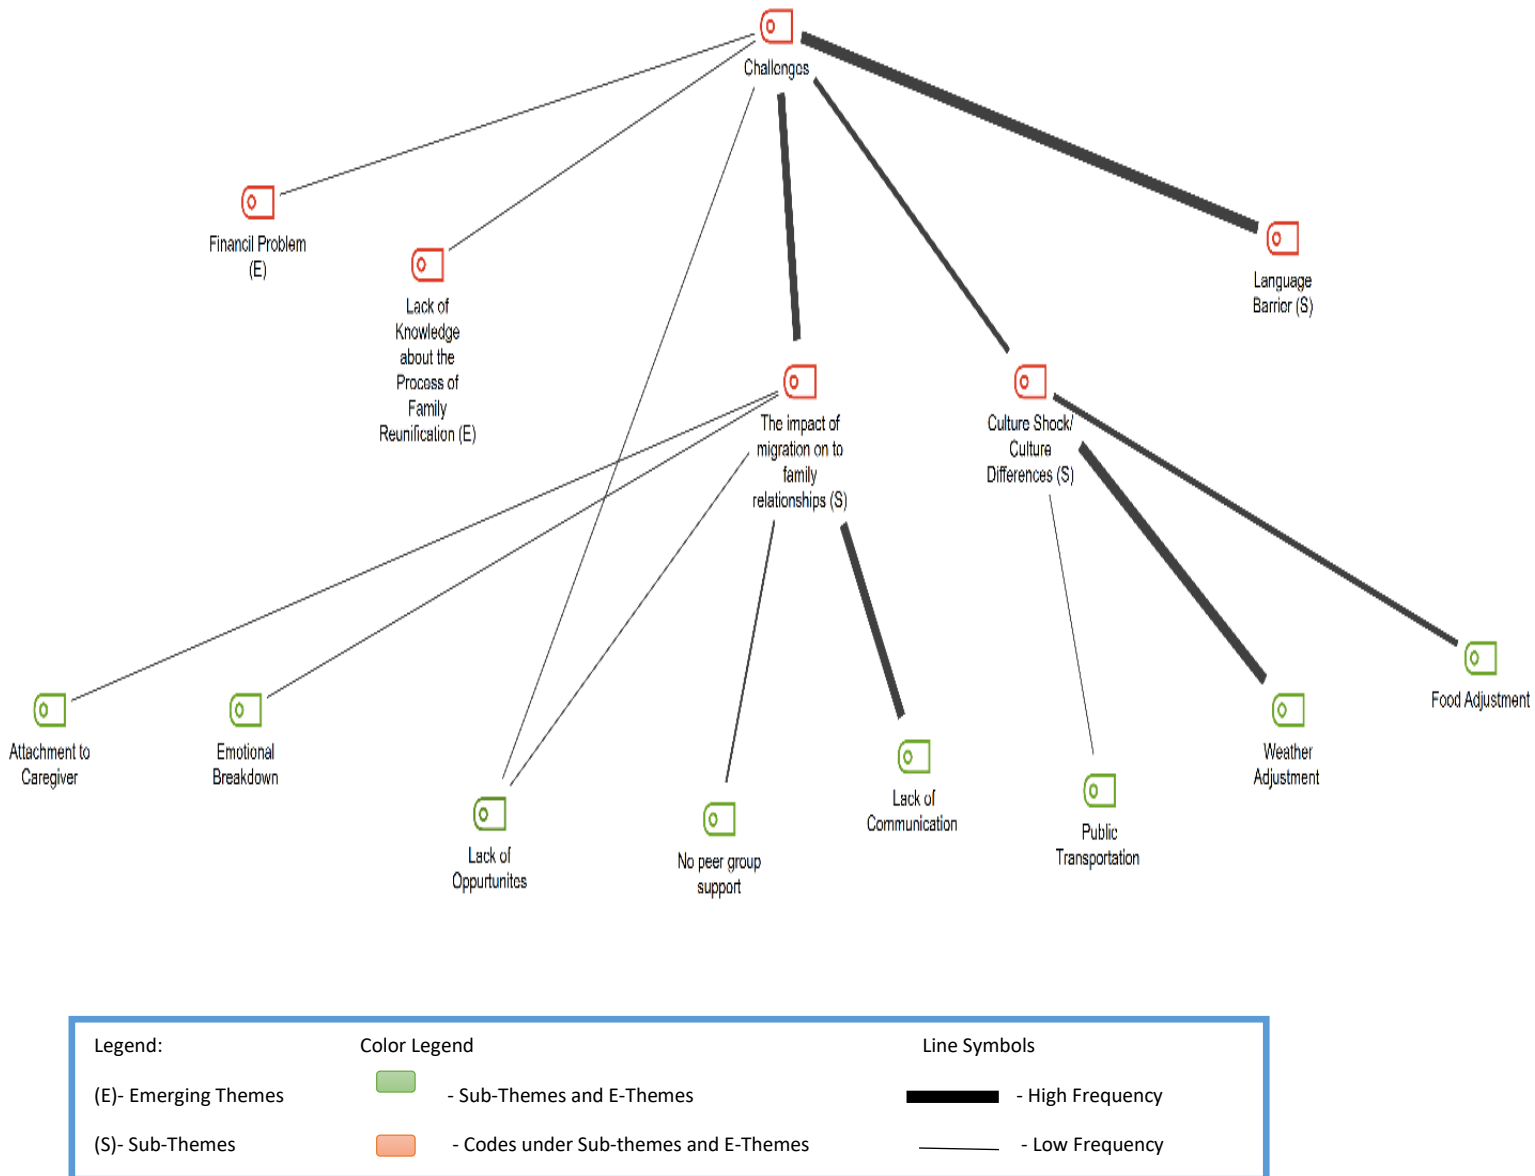 Challenges
Financil Problem
(E)
Lack of
Knowledge
about the
Process of
Family
Reunification (E)
The impact of
migration on to
family
relationships (S)
Culture Shock/
Culture
Differences (S)
Language
Barrier (S)
Attachment to
Caregiver
Emotional
Breakdown
Lack of
Oppurtunites
No peer group
support
Lack of
Communication
Public
Transportation
Weather
Adjustment
Food Adjustment
Legend:
(E)- Emerging Themes
(S)- Sub-Themes
Color Legend
- Sub-Themes and E-Themes
- Codes under Sub-themes and E-Themes
Line Symbols
- High Frequency
- Low Frequency